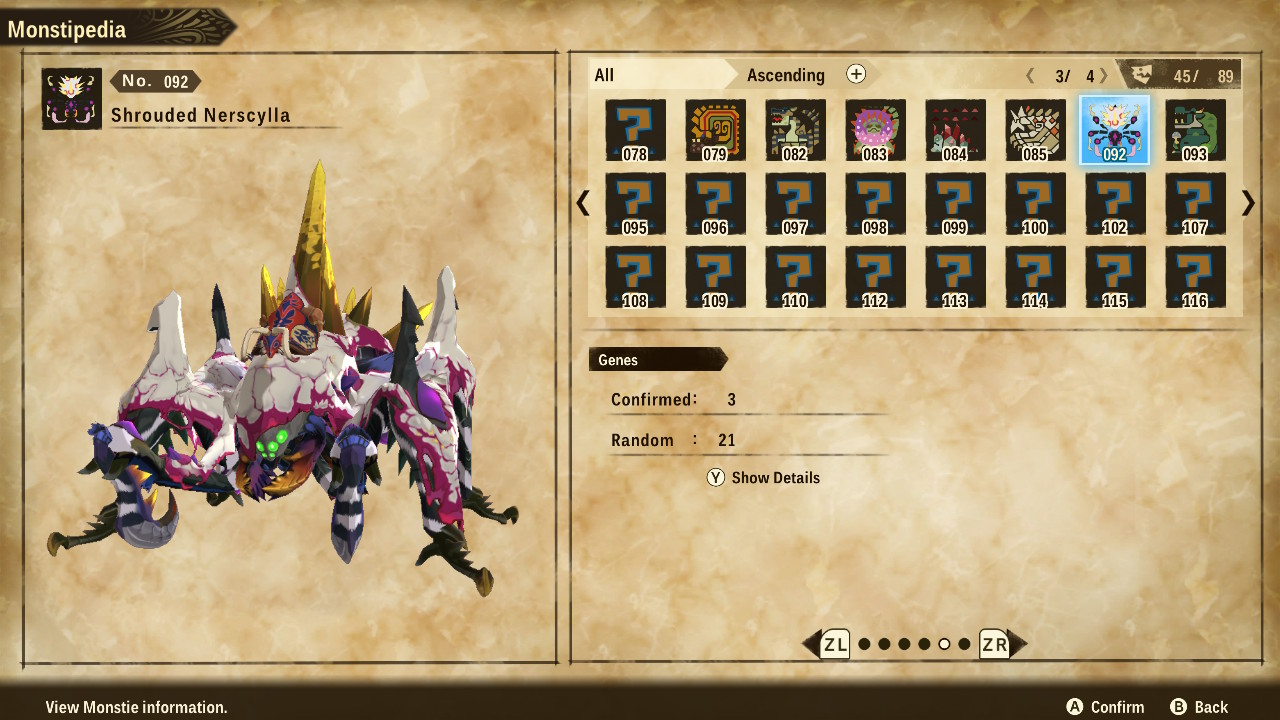 Monstipedia
No. 092
Shrouded Nerscylla
All
Ascending
3/ 4
45/ 89
078 079 082 083 084 085 092 093
095 096 097 098 099 100 102 107
108 109 110 112 113 114 115 116
Genes
Confirmed: 3
Random : 21
Y Show Details
ZL ZR
View Monstie information.
A Confirm B Back